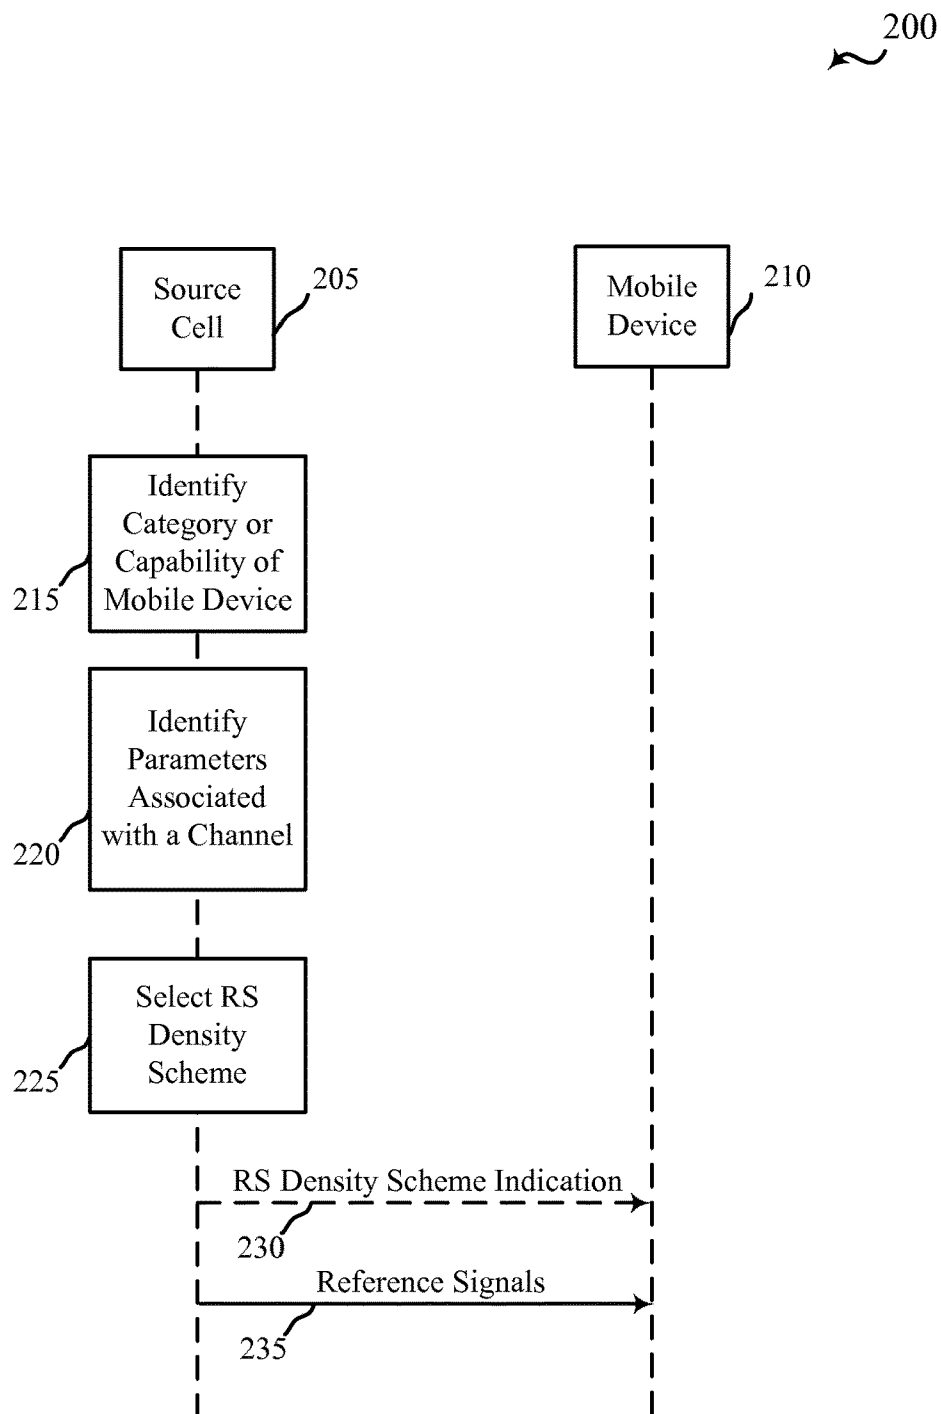 200
Source
Cell
205
Mobile
Device
210
Identify
Category or
Capability of
Mobile Device
215
Identify
Parameters
Associated
with a Channel
220
Select RS
Density
Scheme
225
RS Density Scheme Indication
230
Reference Signals
235